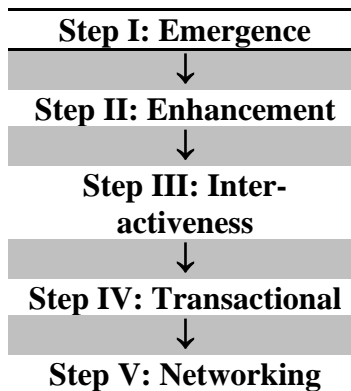 Step I: Emergence
↓
Step II: Enhancement
↓
Step III: Inter-
activeness
↓
Step IV: Transactional
↓
Step V: Networking